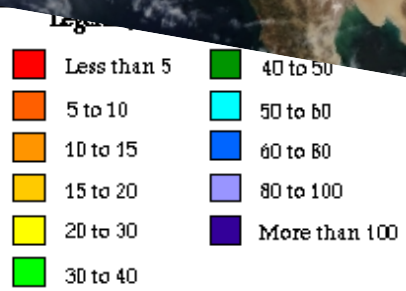 Less than 5
5 to 10
10 to 15
15 to 20
20 to 30
30 to 40
40 to 50
50 to 60
60 to 80
80 to 100
More than 100